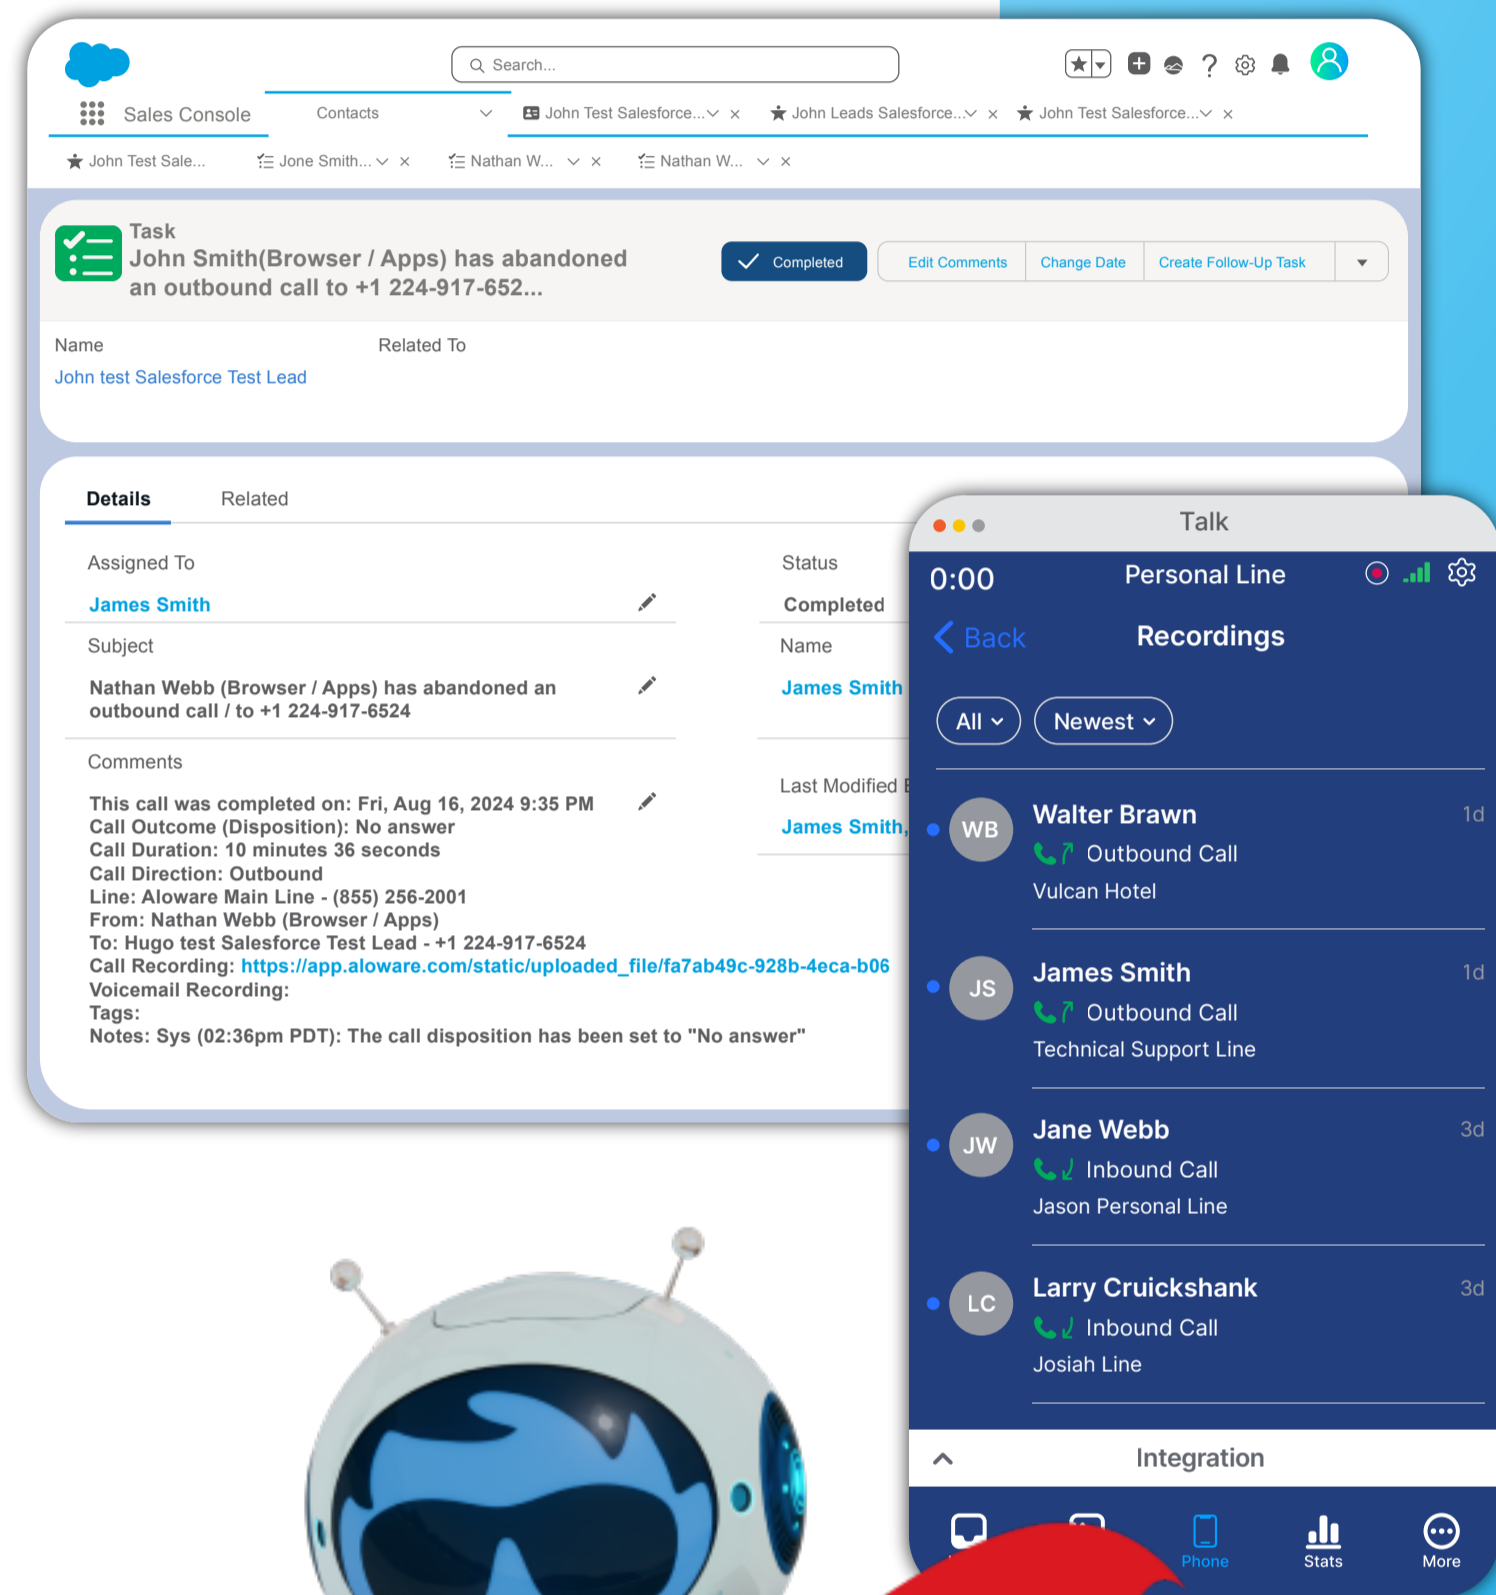 Search...
Sales Console
Contacts
John Test Salesforce...
John Leads Salesforce...
John Test Salesforce...
John Test Sale...
Jone Smith...
Nathan W...
Nathan W...
Task
John Smith(Browser / Apps) has abandoned
an outbound call to +1 224-917-652...
Completed
Edit Comments
Change Date
Create Follow-Up Task
Name
Related To
John test Salesforce Test Lead
Details
Related
Assigned To
James Smith
Subject
Nathan Webb (Browser / Apps) has abandoned an
outbound call / to +1 224-917-6524
Comments
This call was completed on: Fri, Aug 16, 2024 9:35 PM
Call Outcome (Disposition): No answer
Call Duration: 10 minutes 36 seconds
Call Direction: Outbound
Line: Aloware Main Line - (855) 256-2001
From: Nathan Webb (Browser / Apps)
To: Hugo test Salesforce Test Lead - +1 224-917-6524
Call Recording: https://app.aloware.com/static/uploaded_file/fa7ab49c-928b-4eca-b06
Voicemail Recording:
Tags:
Notes: Sys (02:36pm PDT): The call disposition has been set to "No answer"
Status
Completed
Name
James Smith
Last Modified
James Smith,
Talk
0:00
Personal Line
Back
Recordings
All
Newest
WB
Walter Brawn
1d
Outbound Call
Vulcan Hotel
JS
James Smith
1d
Outbound Call
Technical Support Line
JW
Jane Webb
3d
Inbound Call
Jason Personal Line
LC
Larry Cruickshank
3d
Inbound Call
Josiah Line
Integration
Phone
Stats
More